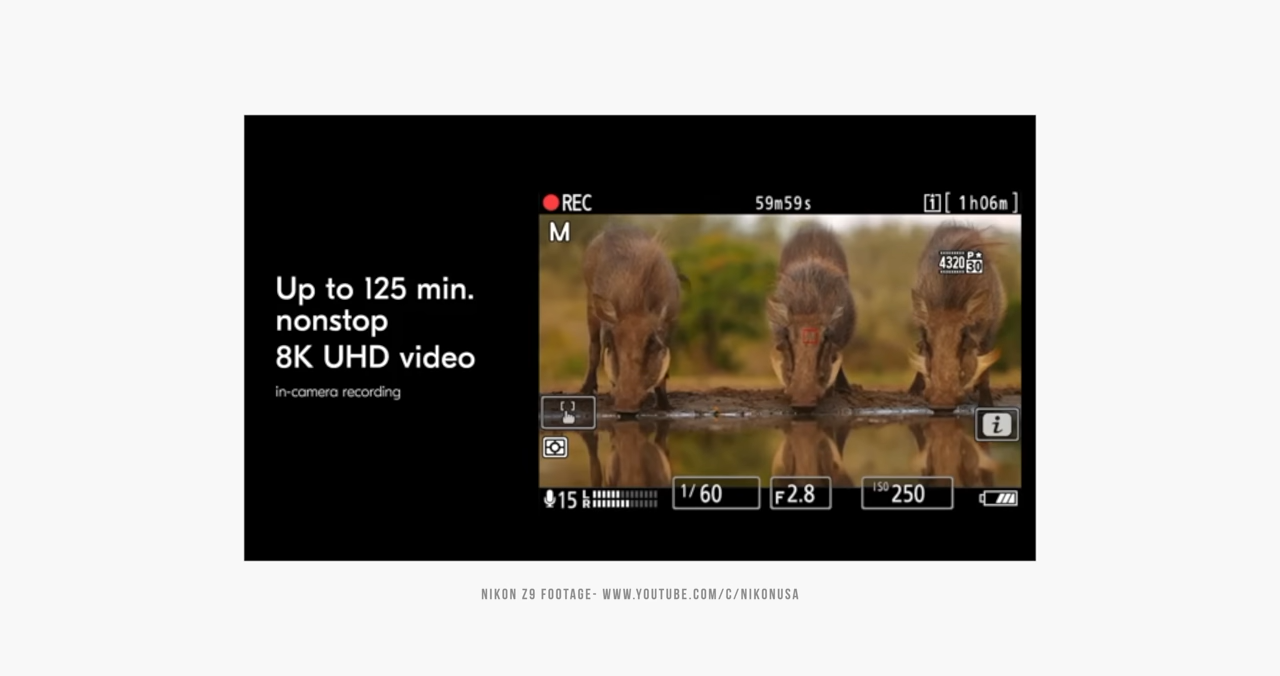 Up to 125 min.
nonstop
8K UHD video
in-camera recording
REC 59m59s [ 1h06m ]
M
4320 P★ 30
i
15 L R 1/60 F2.8 ISO 250
NIKON Z9 FOOTAGE- WWW.YOUTUBE.COM/C/NIKONUSA